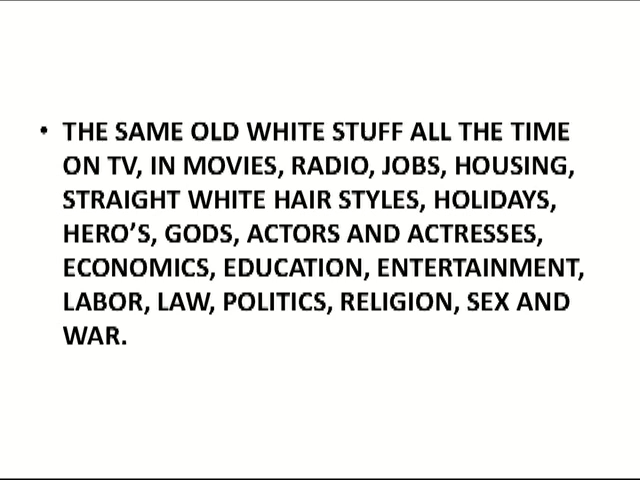 • THE SAME OLD WHITE STUFF ALL THE TIME
ON TV, IN MOVIES, RADIO, JOBS, HOUSING,
STRAIGHT WHITE HAIR STYLES, HOLIDAYS,
HERO’S, GODS, ACTORS AND ACTRESSES,
ECONOMICS, EDUCATION, ENTERTAINMENT,
LABOR, LAW, POLITICS, RELIGION, SEX AND
WAR.